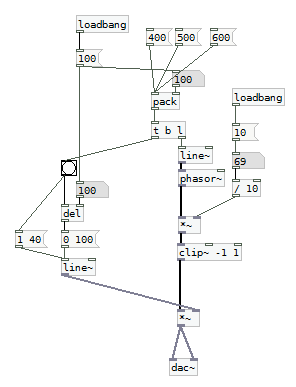 loadbang
400 500 600
100
100
pack
loadbang
t b l
10
line~
69
phasor~
100
/ 10
del
*~
1 40 0 100
clip~ -1 1
line~
*~
dac~